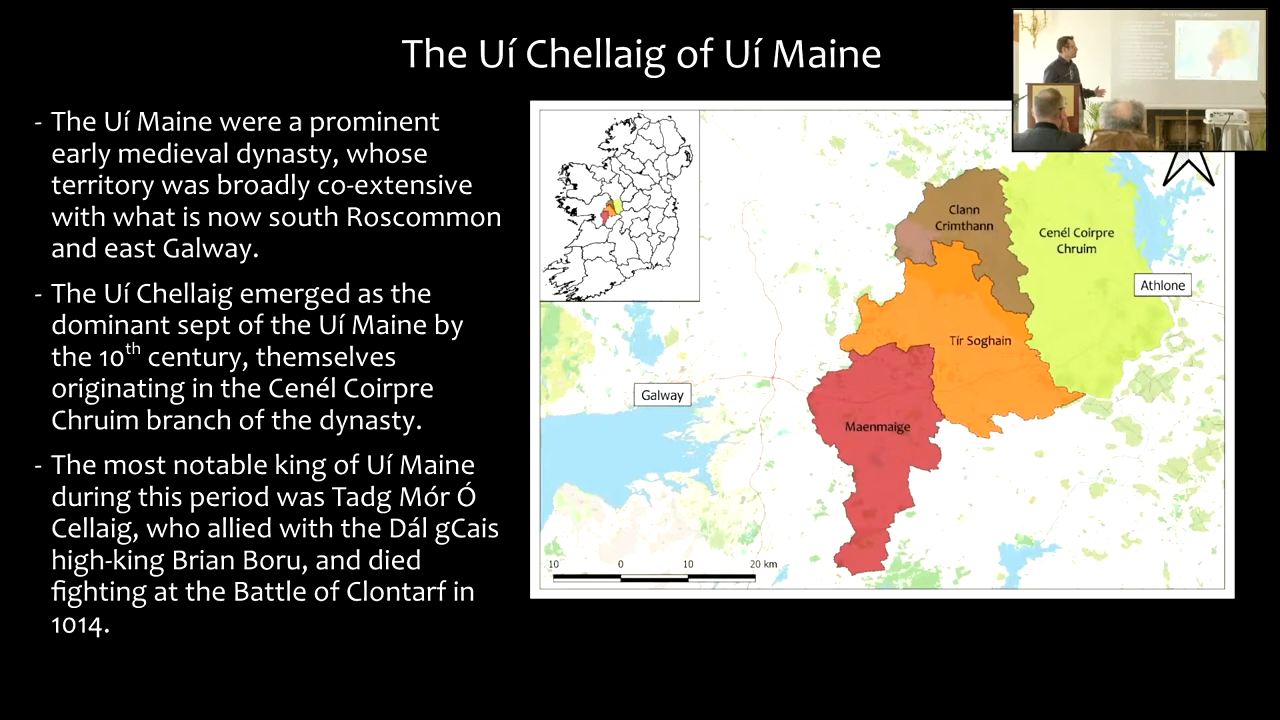 The Uí Chellaig of Uí Maine
- The Uí Maine were a prominent
early medieval dynasty, whose
territory was broadly co-extensive
with what is now south Roscommon
and east Galway.
- The Uí Chellaig emerged as the
dominant sept of the Uí Maine by
the 10th century, themselves
originating in the Cenél Coirpre
Chruim branch of the dynasty.
- The most notable king of Uí Maine
during this period was Tadg Mór Ó
Cellaig, who allied with the Dál gCais
high-king Brian Boru, and died
fighting at the Battle of Clontarf in
1014.
Clann
Crimthann
Cenél Coirpre
Chruim
Athlone
Tír Soghain
Galway
Maenmaige
10 0 10 20 km